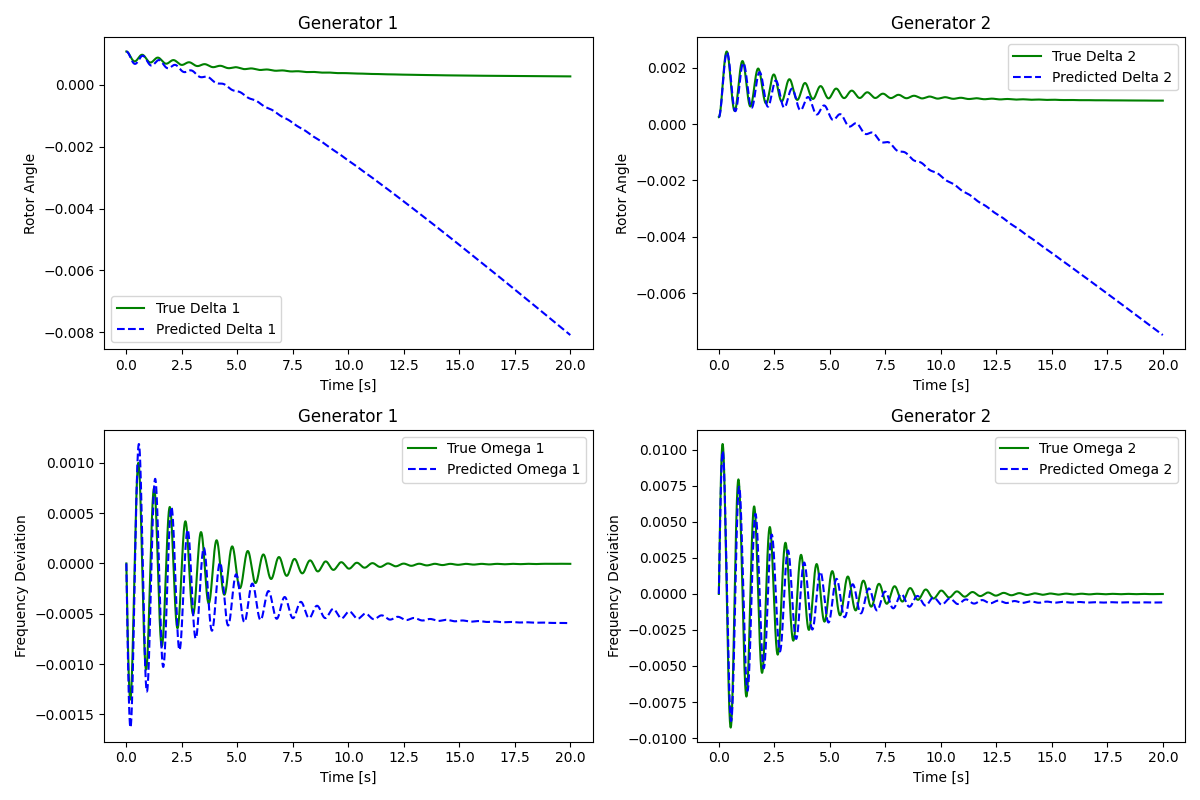 Generator 1
Rotor Angle
0.000
−0.002
−0.004
−0.006
−0.008
True Delta 1
Predicted Delta 1
0.0 2.5 5.0 7.5 10.0 12.5 15.0 17.5 20.0
Time [s]
Generator 2
Rotor Angle
0.002
0.000
−0.002
−0.004
−0.006
True Delta 2
Predicted Delta 2
0.0 2.5 5.0 7.5 10.0 12.5 15.0 17.5 20.0
Time [s]
Generator 1
Frequency Deviation
0.0010
0.0005
0.0000
−0.0005
−0.0010
−0.0015
True Omega 1
Predicted Omega 1
0.0 2.5 5.0 7.5 10.0 12.5 15.0 17.5 20.0
Time [s]
Generator 2
Frequency Deviation
0.0100
0.0075
0.0050
0.0025
0.0000
−0.0025
−0.0050
−0.0075
−0.0100
True Omega 2
Predicted Omega 2
0.0 2.5 5.0 7.5 10.0 12.5 15.0 17.5 20.0
Time [s]